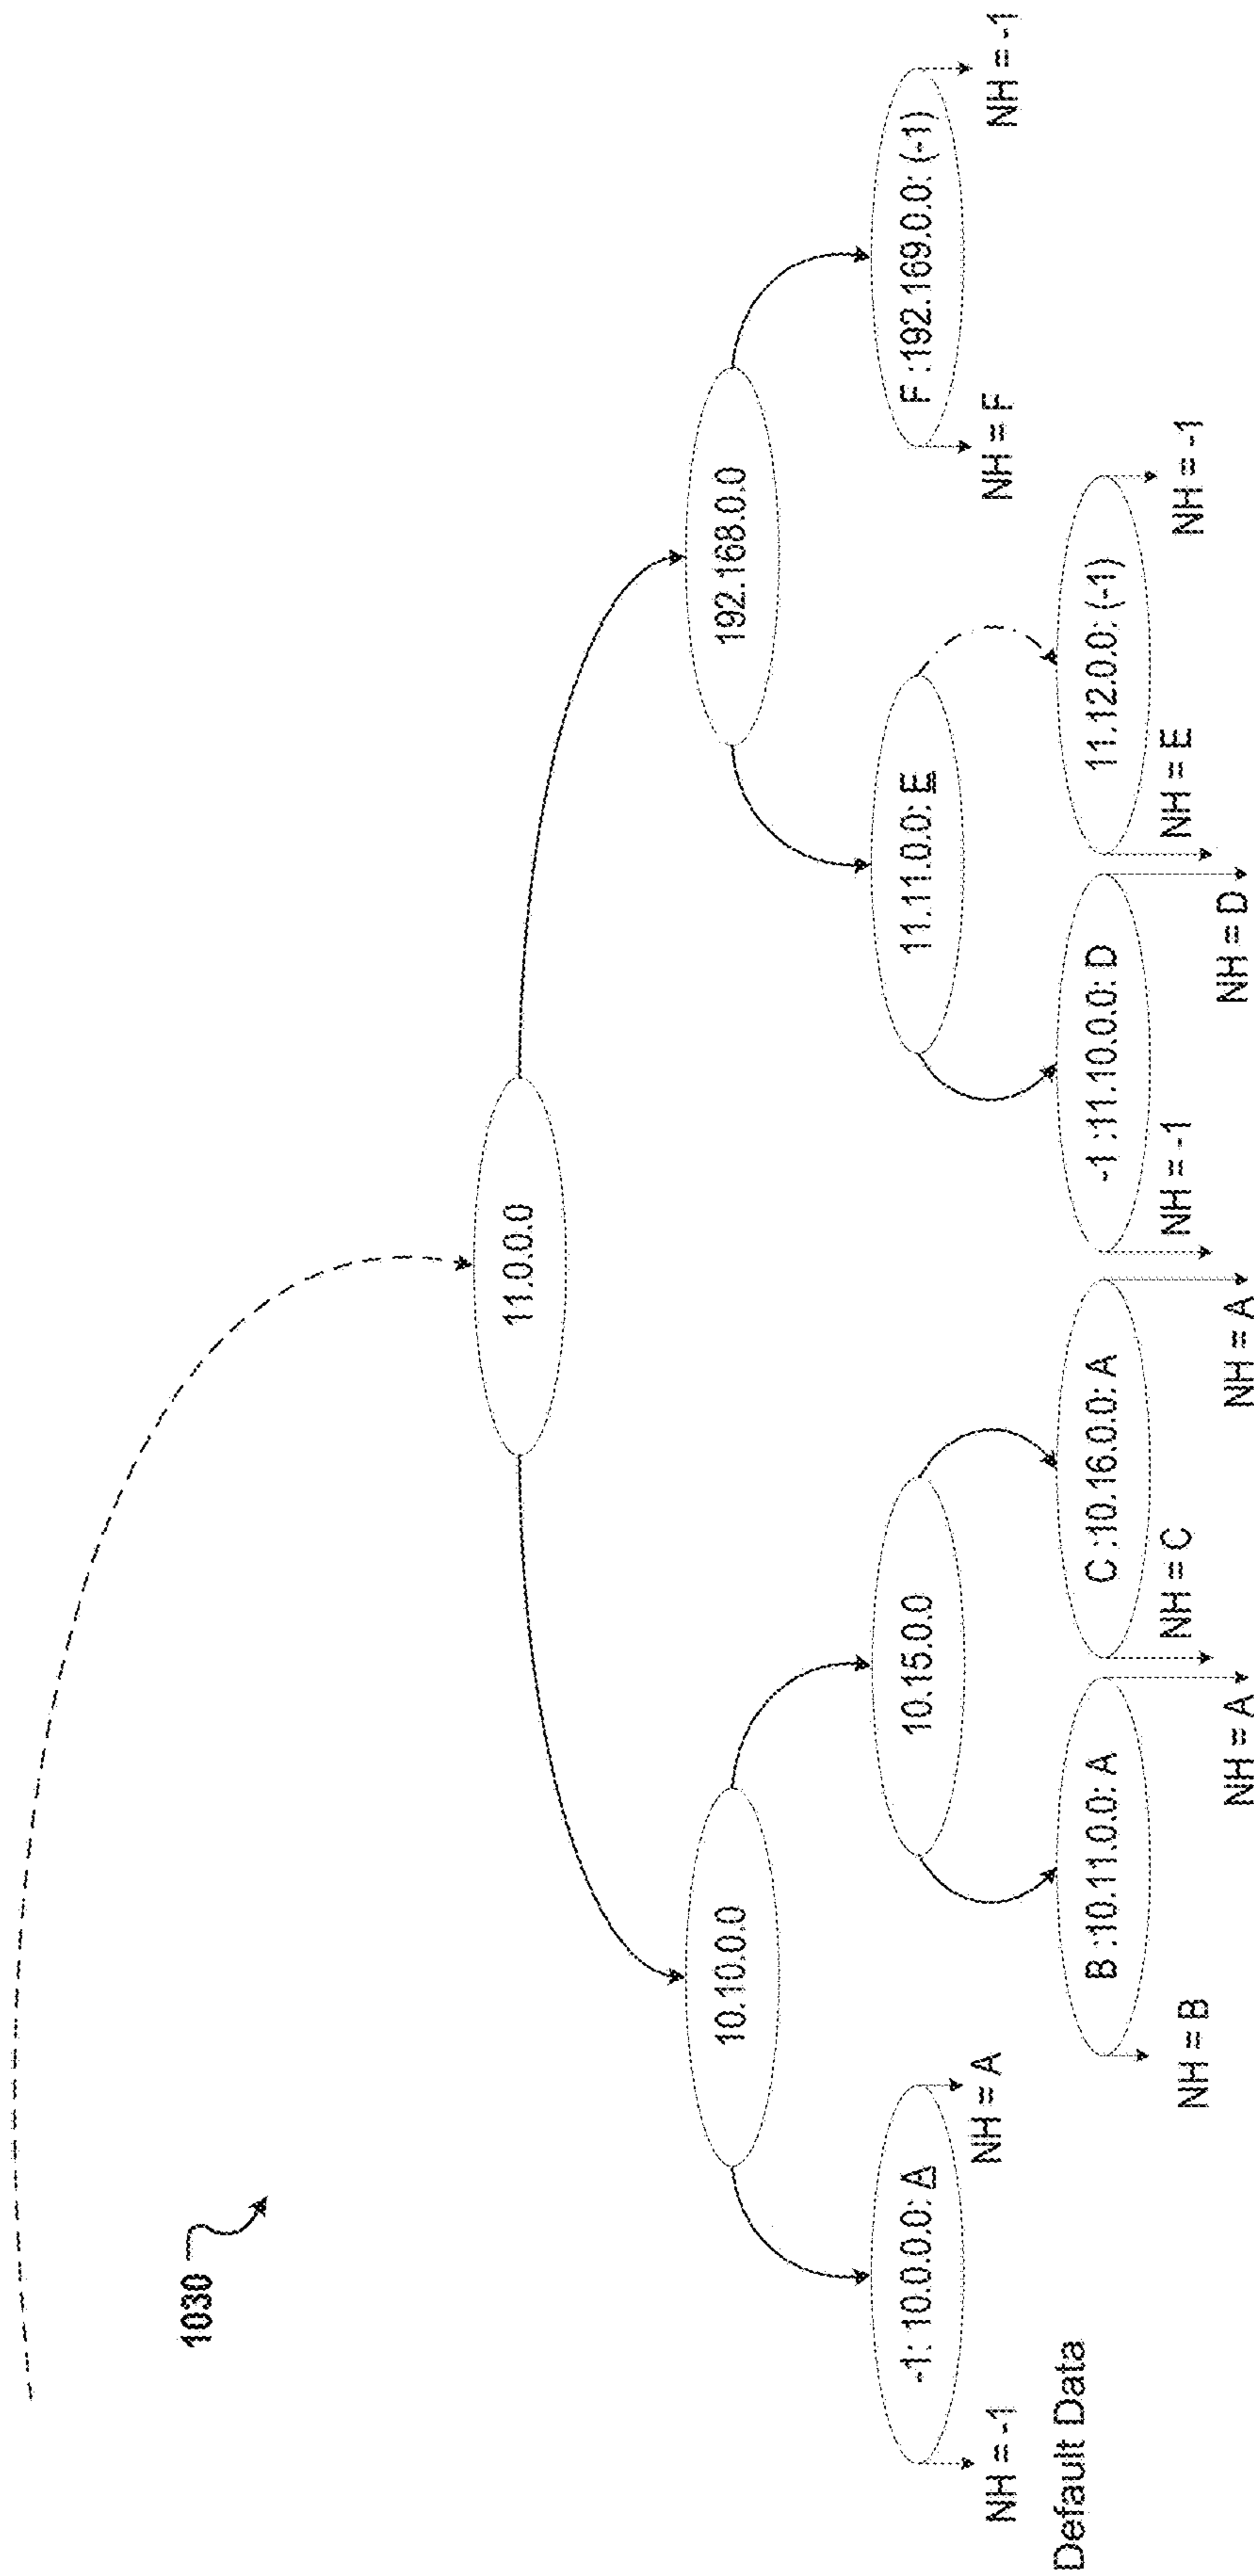 1030
11.0.0.0
10.10.0.0
192.168.0.0
-1: 10.0.0.0: A
10.15.0.0
11.11.0.0: E
F :192.169.0.0: (-1)
NH = -1
NH = A
NH = F
NH = -1
Default Data
B :10.11.0.0: A
C :10.16.0.0: A
-1 :11.10.0.0: D
11.12.0.0: (-1)
NH = B
NH = C
NH = -1
NH = E
NH = -1
NH = A
NH = A
NH = D